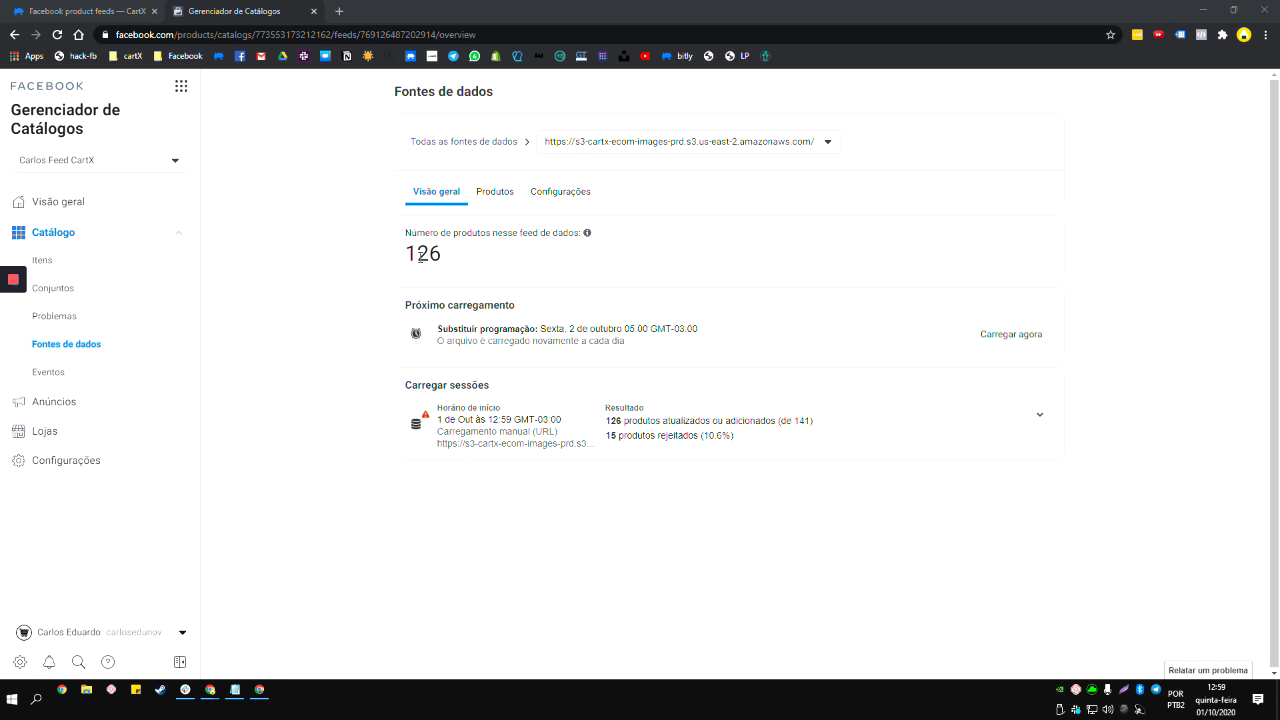 Facebook product feeds — CartX
Gerenciador de Catálogos
facebook.com/products/catalogs/773553173212162/feeds/769126487202914/overview
Apps
hack-fb
cartX
Facebook
bitly
LP
FACEBOOK
Gerenciador de
Catálogos
Carlos Feed CartX
Visão geral
Catálogo
Itens
Conjuntos
Problemas
Fontes de dados
Eventos
Anúncios
Lojas
Configurações
Carlos Eduardo carlosedunov
Fontes de dados
Todas as fontes de dados
https://s3-cartx-ecom-images-prd.s3.us-east-2.amazonaws.com/
Visão geral
Produtos
Configurações
Número de produtos nesse feed de dados:
126
Próximo carregamento
Substituir programação: Sexta, 2 de outubro 05:00 GMT-03:00
O arquivo é carregado novamente a cada dia
Carregar agora
Carregar sessões
Horário de início
1 de Out às 12:59 GMT-03:00
Carregamento manual (URL)
https://s3-cartx-ecom-images-prd.s3...
Resultado
126 produtos atualizados ou adicionados (de 141)
15 produtos rejeitados (10.6%)
Relatar um problema
POR
PTB2
12:59
quinta-feira
01/10/2020